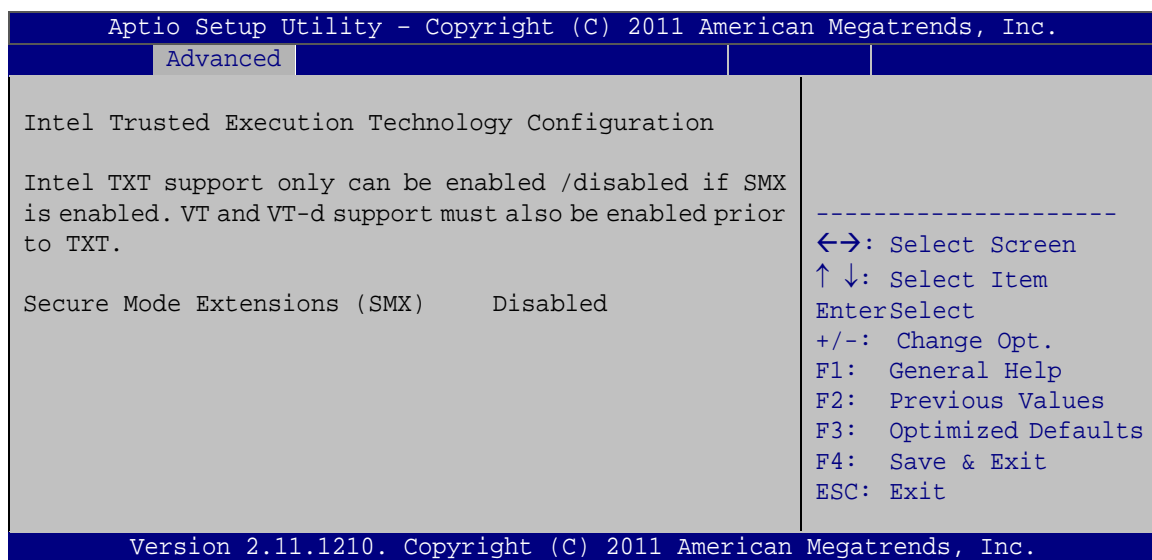 Aptio Setup Utility – Copyright (C) 2011 American Megatrends, Inc.
Advanced
Intel Trusted Execution Technology Configuration
Intel TXT support only can be enabled /disabled if SMX
is enabled. VT and VT-d support must also be enabled prior
to TXT.
Secure Mode Extensions (SMX) Disabled
---------------------
←→: Select Screen
↑ ↓: Select Item
EnterSelect
+/-: Change Opt.
F1: General Help
F2: Previous Values
F3: Optimized Defaults
F4: Save & Exit
ESC: Exit
Version 2.11.1210. Copyright (C) 2011 American Megatrends, Inc.